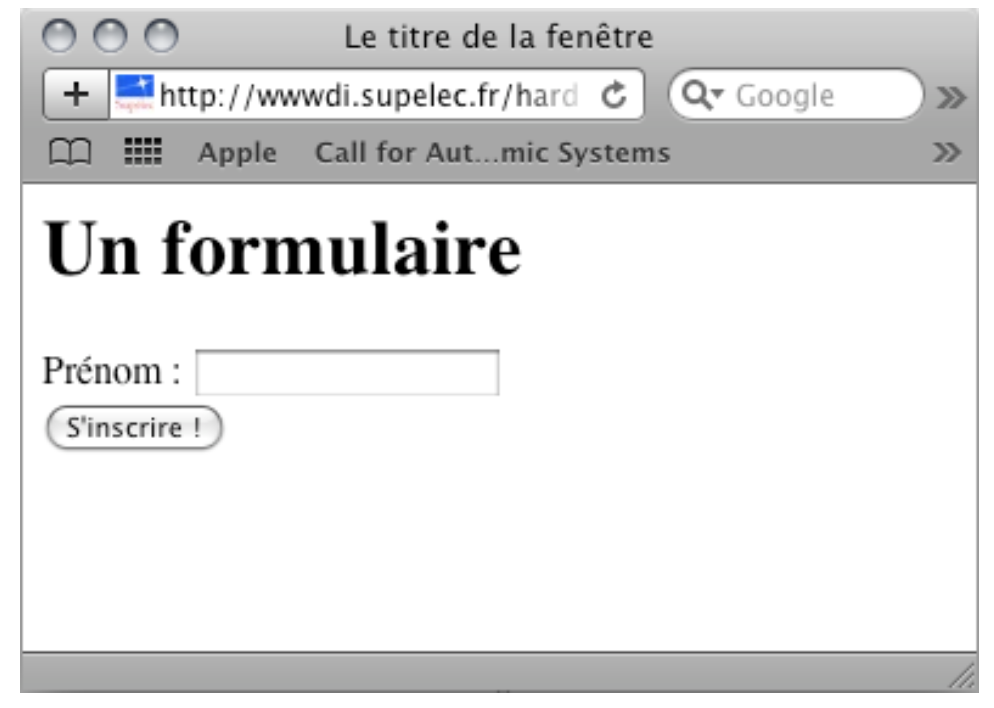 Le titre de la fenêtre
+ Supelec http://wwwdi.supelec.fr/hard Google »
Apple Call for Aut...mic Systems »
Un formulaire
Prénom :
S'inscrire !